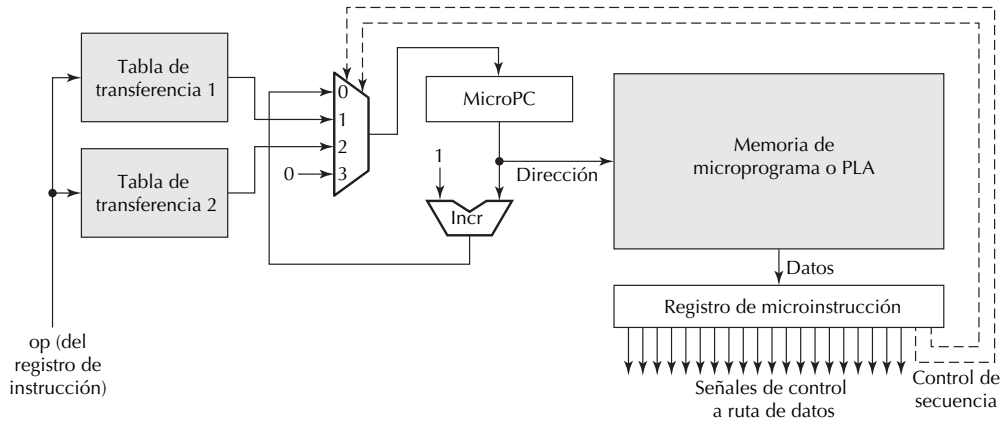 Tabla de
transferencia 1
Tabla de
transferencia 2
op (del
registro de
instrucción)
0
1
2
3
0
MicroPC
1
Incr
Dirección
Memoria de
microprograma o PLA
Datos
Registro de microinstrucción
Señales de control
a ruta de datos
Control de
secuencia